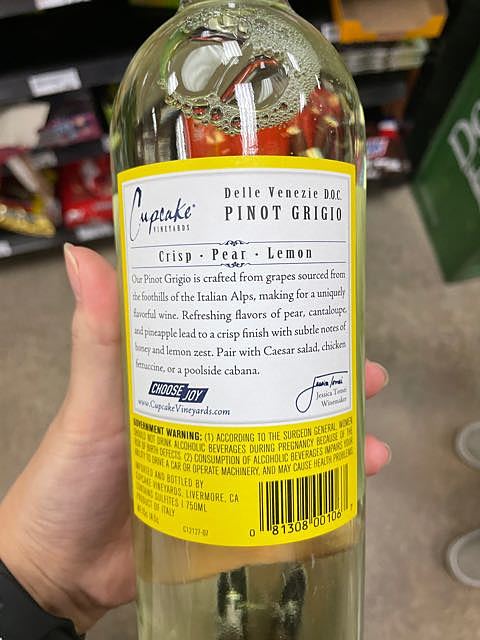 Cupcake®
VINEYARDS
Delle Venezie D.O.C.
PINOT GRIGIO
Crisp · Pear · Lemon
Our Pinot Grigio is crafted from grapes sourced from
the foothills of the Italian Alps, making for a uniquely
flavorful wine. Refreshing flavors of pear, cantaloupe,
and pineapple lead to a crisp finish with subtle notes of
honey and lemon zest. Pair with Caesar salad, chicken
fettuccine, or a poolside cabana.
CHOOSE JOY
www.CupcakeVineyards.com
Jessica Tomei
Winemaker
GOVERNMENT WARNING: (1) ACCORDING TO THE SURGEON GENERAL, WOMEN
SHOULD NOT DRINK ALCOHOLIC BEVERAGES DURING PREGNANCY BECAUSE OF THE
RISK OF BIRTH DEFECTS. (2) CONSUMPTION OF ALCOHOLIC BEVERAGES IMPAIRS YOUR
ABILITY TO DRIVE A CAR OR OPERATE MACHINERY, AND MAY CAUSE HEALTH PROBLEMS.
IMPORTED AND BOTTLED BY
CUPCAKE VINEYARDS, LIVERMORE, CA
CONTAINS SULFITES | 750ML
PRODUCT OF ITALY
C12127-07
0 81308 00106 7